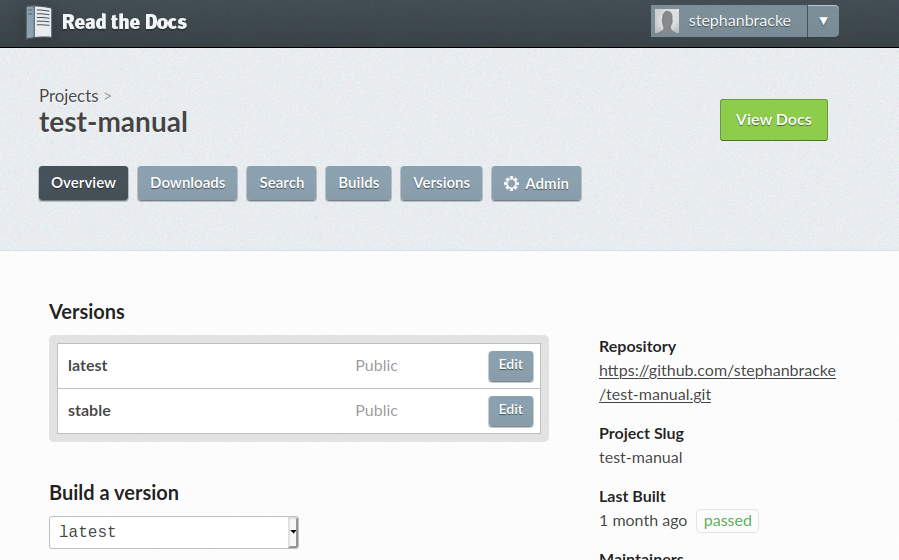 Read the Docs
stephanbracke
Projects >
test-manual
View Docs
Overview
Downloads
Search
Builds
Versions
Admin
Versions
latest Public Edit
stable Public Edit
Build a version
latest
Repository
https://github.com/stephanbracke
/test-manual.git
Project Slug
test-manual
Last Built
1 month ago passed
Maintainers